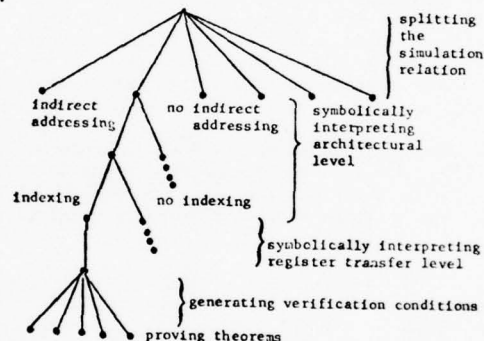 splitting
the
simulation
relation
indirect
addressing
no indirect
addressing
symbolically
interpreting
architectural
level
indexing
no indexing
symbolically interpreting
register transfer level
generating verification conditions
proving theorems